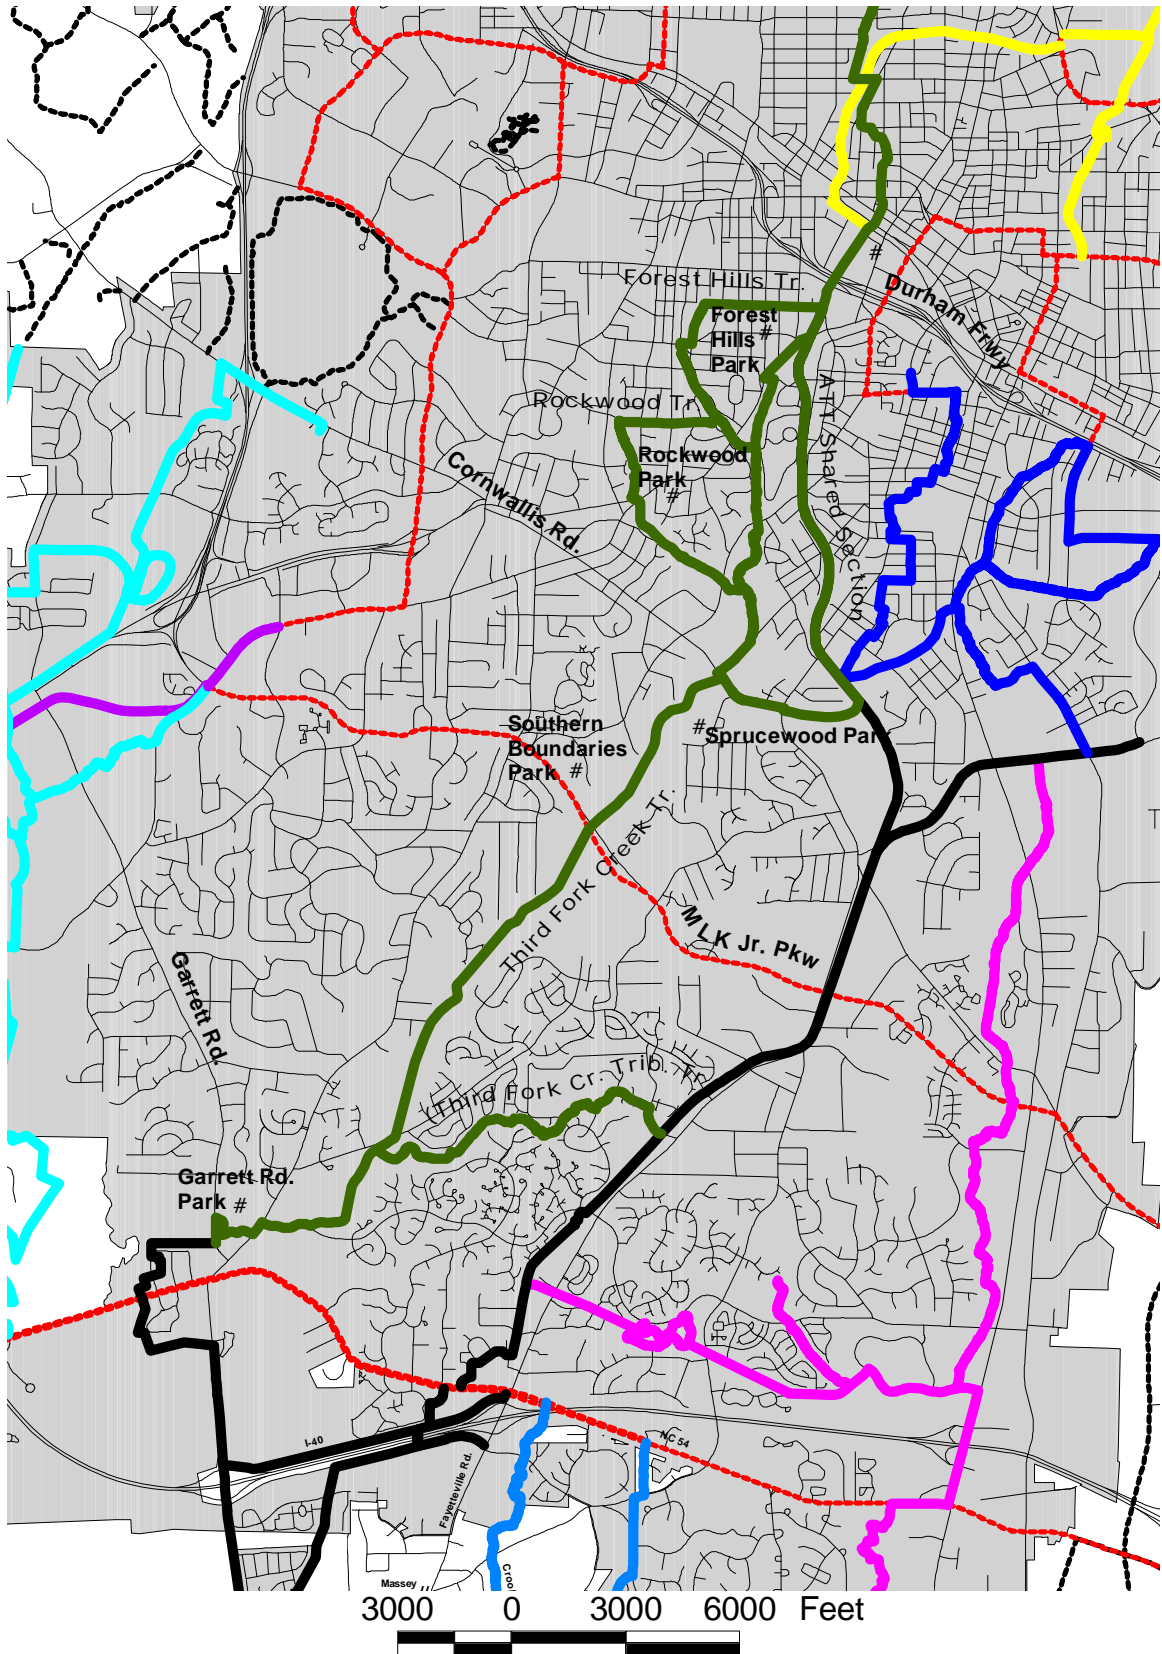 #
Forest Hills Tr.
Durham Frwy
Forest
Hills #
Park
ATT Shared Section
Rockwood Tr.
Rockwood
Park
#
Cornwallis Rd.
Southern
Boundaries
Park #
# Sprucewood Park
Third Fork Creek Tr.
MLK Jr. Pkw
Garrett Rd.
(Third Fork Cr. Trib. Tr.
Garrett Rd.
Park #
I-40
NC 54
Fayetteville Rd.
Massey
Croo
3000 0 3000 6000 Feet